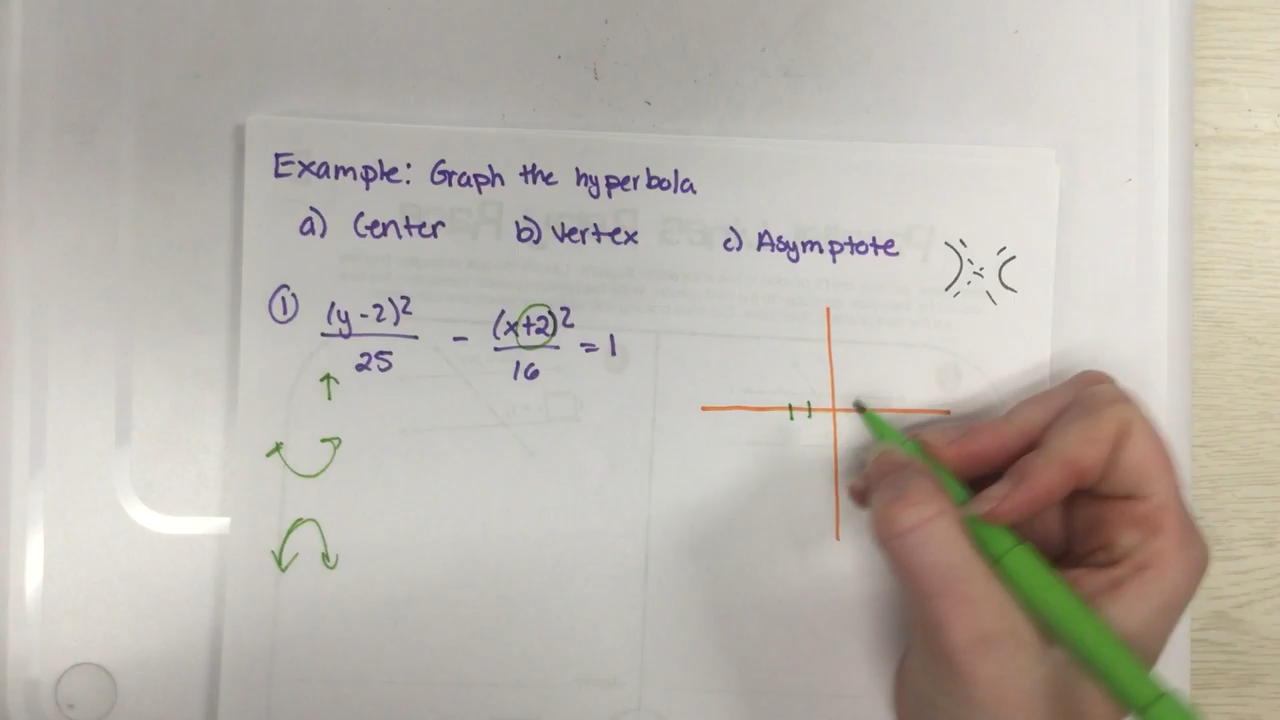 Example: Graph the hyperbola
a) Center b) Vertex c) Asymptote
① (y-2)²/25 - (x+2)²/16 = 1